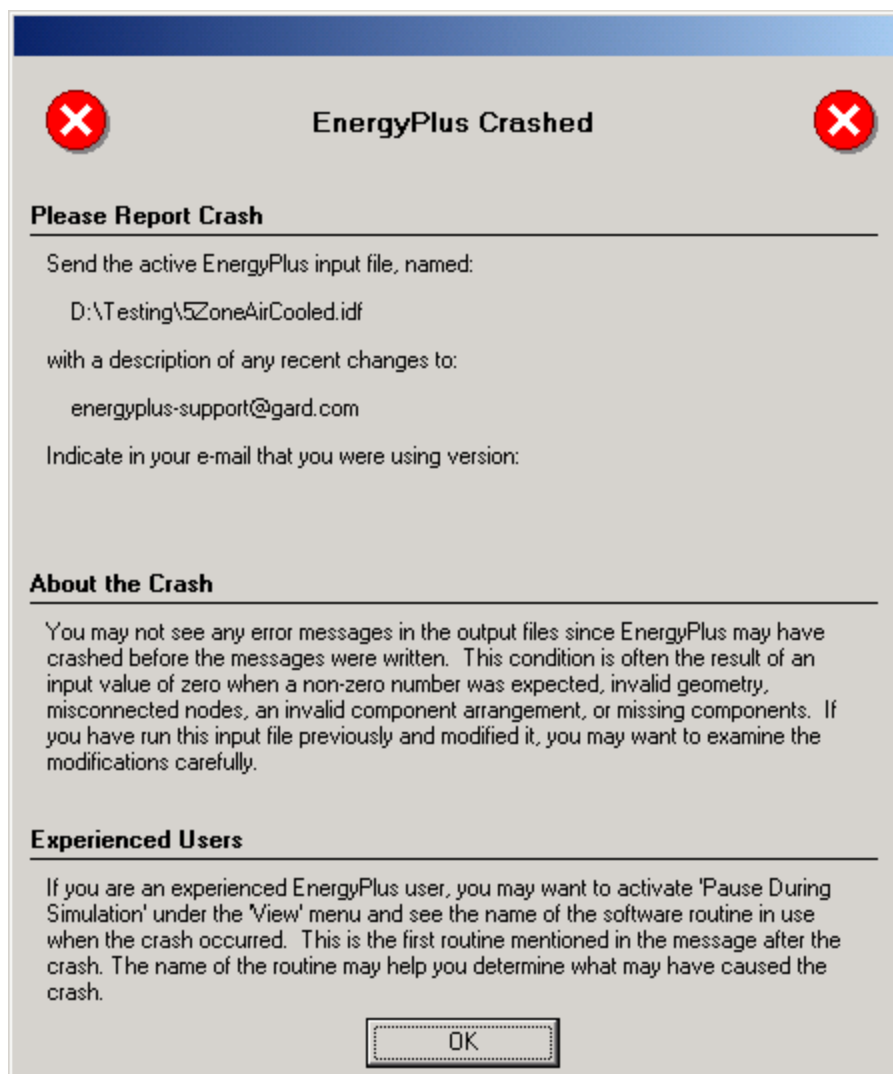 EnergyPlus Crashed
Please Report Crash
Send the active EnergyPlus input file, named:
D:\Testing\5ZoneAirCooled.idf
with a description of any recent changes to:
energyplus-support@gard.com
Indicate in your e-mail that you were using version:
About the Crash
You may not see any error messages in the output files since EnergyPlus may have
crashed before the messages were written.  This condition is often the result of an
input value of zero when a non-zero number was expected, invalid geometry,
misconnected nodes, an invalid component arrangement, or missing components.  If
you have run this input file previously and modified it, you may want to examine the
modifications carefully.
Experienced Users
If you are an experienced EnergyPlus user, you may want to activate 'Pause During
Simulation' under the 'View' menu and see the name of the software routine in use
when the crash occurred.  This is the first routine mentioned in the message after the
crash. The name of the routine may help you determine what may have caused the
crash.
OK